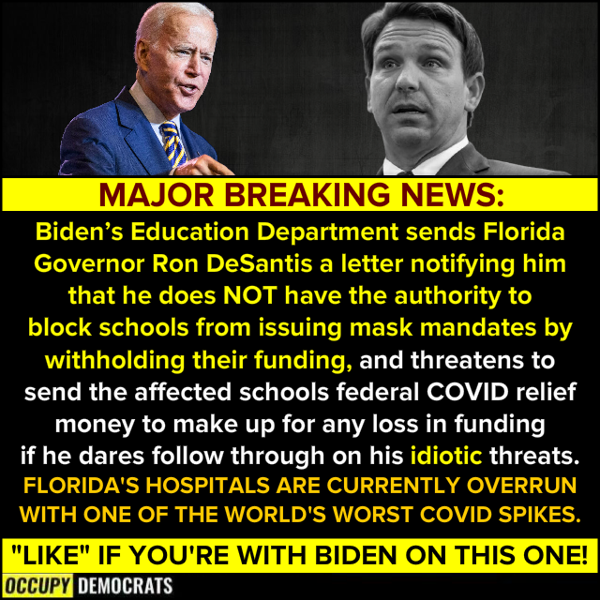 MAJOR BREAKING NEWS:
Biden’s Education Department sends Florida
Governor Ron DeSantis a letter notifying him
that he does NOT have the authority to
block schools from issuing mask mandates by
withholding their funding, and threatens to
send the affected schools federal COVID relief
money to make up for any loss in funding
if he dares follow through on his idiotic threats.
FLORIDA'S HOSPITALS ARE CURRENTLY OVERRUN
WITH ONE OF THE WORLD'S WORST COVID SPIKES.
"LIKE" IF YOU'RE WITH BIDEN ON THIS ONE!
OCCUPY DEMOCRATS